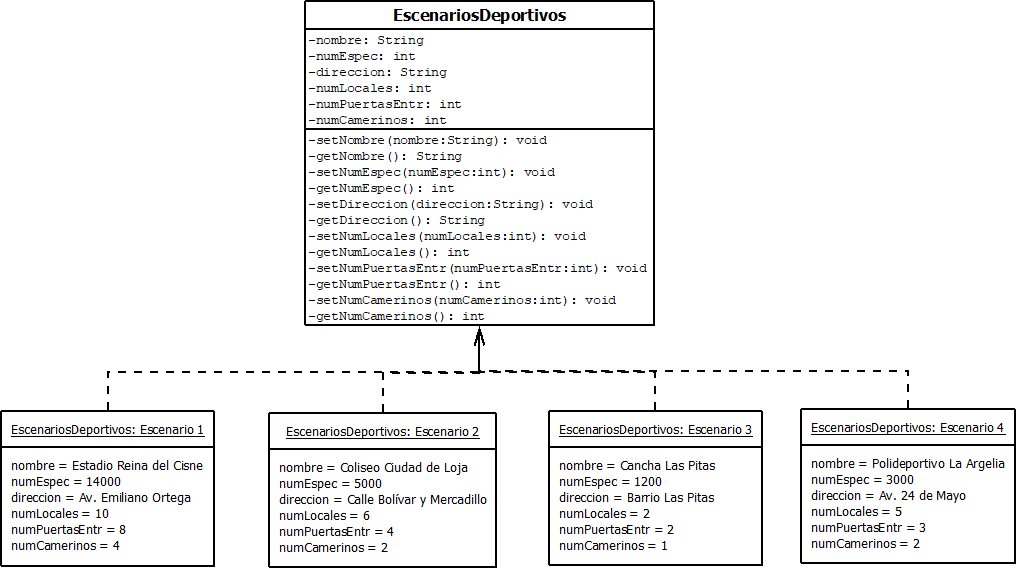 EscenariosDeportivos
-nombre: String
-numEspec: int
-direccion: String
-numLocales: int
-numPuertasEntr: int
-numCamerinos: int
-setNombre(nombre:String): void
-getNombre(): String
-setNumEspec(numEspec:int): void
-getNumEspec(): int
-setDireccion(direccion:String): void
-getDireccion(): String
-setNumLocales(numLocales:int): void
-getNumLocales(): int
-setNumPuertasEntr(numPuertasEntr:int): void
-getNumPuertasEntr(): int
-setNumCamerinos(numCamerinos:int): void
-getNumCamerinos(): int
EscenariosDeportivos: Escenario 1
nombre = Estadio Reina del Cisne
numEspec = 14000
direccion = Av. Emiliano Ortega
numLocales = 10
numPuertasEntr = 8
numCamerinos = 4
EscenariosDeportivos: Escenario 2
nombre = Coliseo Ciudad de Loja
numEspec = 5000
direccion = Calle Bolívar y Mercadillo
numLocales = 6
numPuertasEntr = 4
numCamerinos = 2
EscenariosDeportivos: Escenario 3
nombre = Cancha Las Pitas
numEspec = 1200
direccion = Barrio Las Pitas
numLocales = 2
numPuertasEntr = 2
numCamerinos = 1
EscenariosDeportivos: Escenario 4
nombre = Polideportivo La Argelia
numEspec = 3000
direccion = Av. 24 de Mayo
numLocales = 5
numPuertasEntr = 3
numCamerinos = 2